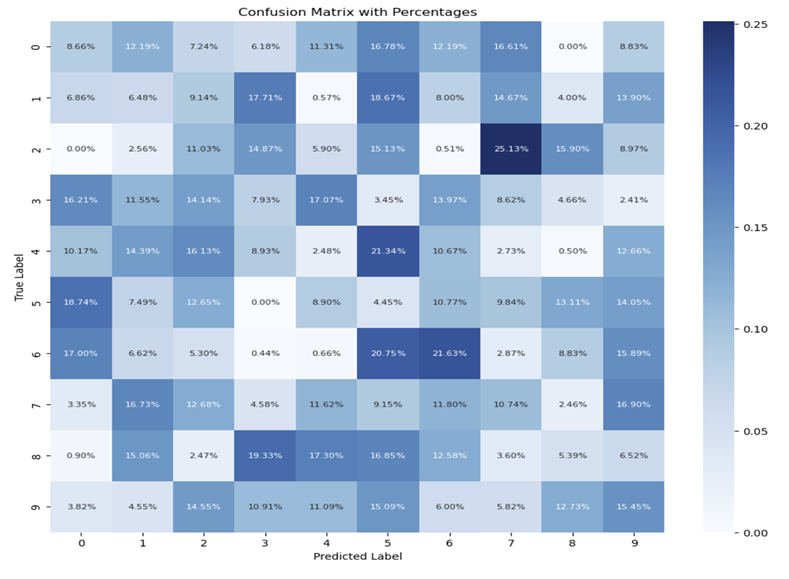 Confusion Matrix with Percentages
0 8.66% 12.19% 7.24% 6.18% 11.31% 16.78% 12.19% 16.61% 0.00% 8.83%
1 6.86% 6.48% 9.14% 17.71% 0.57% 18.67% 8.00% 14.67% 4.00% 13.90%
2 0.00% 2.56% 11.03% 14.87% 5.90% 15.13% 0.51% 25.13% 15.90% 8.97%
3 16.21% 11.55% 14.14% 7.93% 17.07% 3.45% 13.97% 8.62% 4.66% 2.41%
4 10.17% 14.39% 16.13% 8.93% 2.48% 21.34% 10.67% 2.73% 0.50% 12.66%
5 18.74% 7.49% 12.65% 0.00% 8.90% 4.45% 10.77% 9.84% 13.11% 14.05%
6 17.00% 6.62% 5.30% 0.44% 0.66% 20.75% 21.63% 2.87% 8.83% 15.89%
7 3.35% 16.73% 12.68% 4.58% 11.62% 9.15% 11.80% 10.74% 2.46% 16.90%
8 0.90% 15.06% 2.47% 19.33% 17.30% 16.85% 12.58% 3.60% 5.39% 6.52%
9 3.82% 4.55% 14.55% 10.91% 11.09% 15.09% 6.00% 5.82% 12.73% 15.45%
0 1 2 3 4 5 6 7 8 9
Predicted Label
True Label
0.25
0.20
0.15
0.10
0.05
0.00